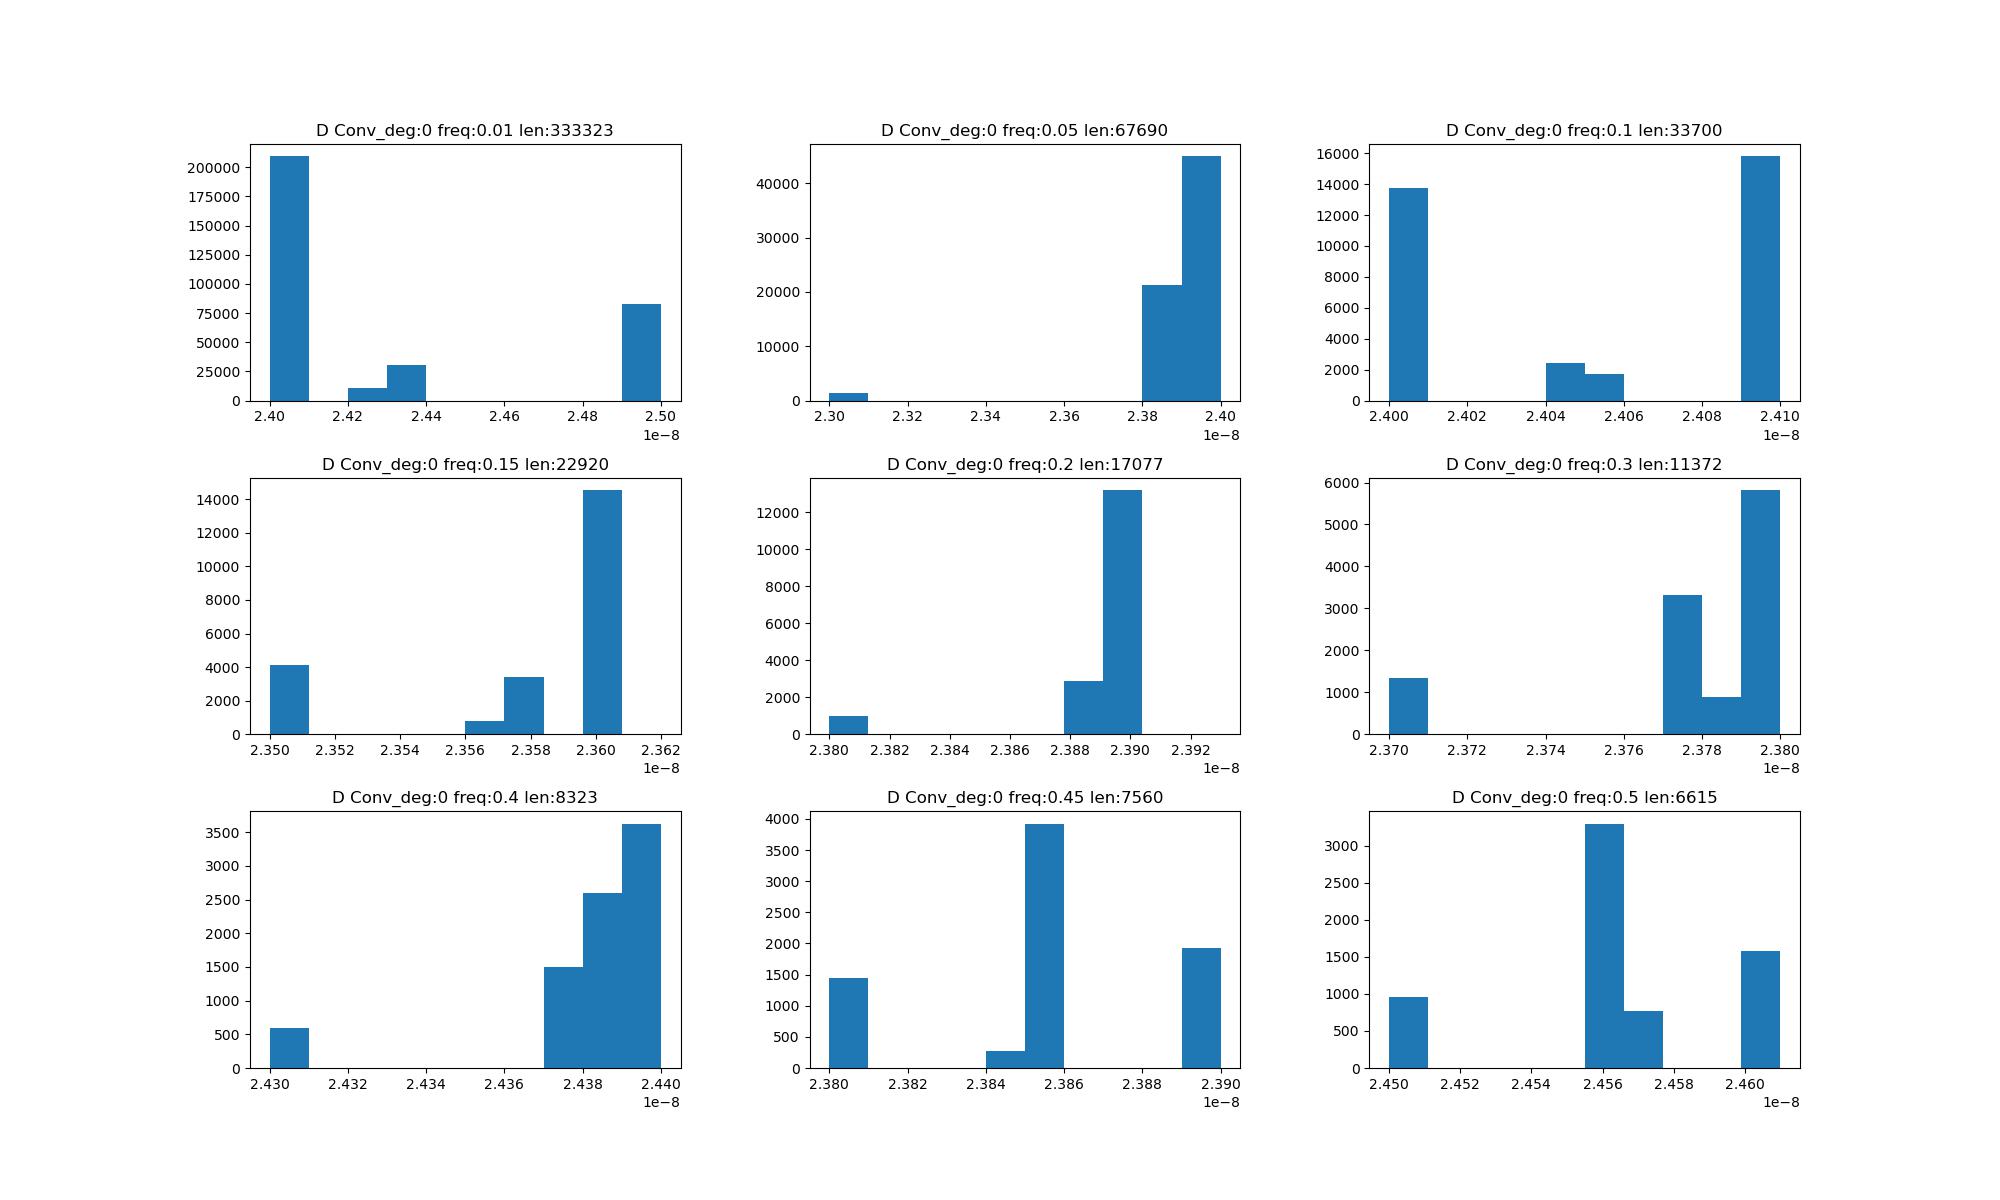 D Conv_deg:0 freq:0.01 len:333323
200000
175000
150000
125000
100000
75000
50000
25000
0
2.40 2.42 2.44 2.46 2.48 2.50
1e−8
D Conv_deg:0 freq:0.05 len:67690
40000
30000
20000
10000
0
2.30 2.32 2.34 2.36 2.38 2.40
1e−8
D Conv_deg:0 freq:0.1 len:33700
16000
14000
12000
10000
8000
6000
4000
2000
0
2.400 2.402 2.404 2.406 2.408 2.410
1e−8
D Conv_deg:0 freq:0.15 len:22920
14000
12000
10000
8000
6000
4000
2000
0
2.350 2.352 2.354 2.356 2.358 2.360 2.362
1e−8
D Conv_deg:0 freq:0.2 len:17077
12000
10000
8000
6000
4000
2000
0
2.380 2.382 2.384 2.386 2.388 2.390 2.392
1e−8
D Conv_deg:0 freq:0.3 len:11372
6000
5000
4000
3000
2000
1000
0
2.370 2.372 2.374 2.376 2.378 2.380
1e−8
D Conv_deg:0 freq:0.4 len:8323
3500
3000
2500
2000
1500
1000
500
0
2.430 2.432 2.434 2.436 2.438 2.440
1e−8
D Conv_deg:0 freq:0.45 len:7560
4000
3500
3000
2500
2000
1500
1000
500
0
2.380 2.382 2.384 2.386 2.388 2.390
1e−8
D Conv_deg:0 freq:0.5 len:6615
3000
2500
2000
1500
1000
500
0
2.450 2.452 2.454 2.456 2.458 2.460
1e−8